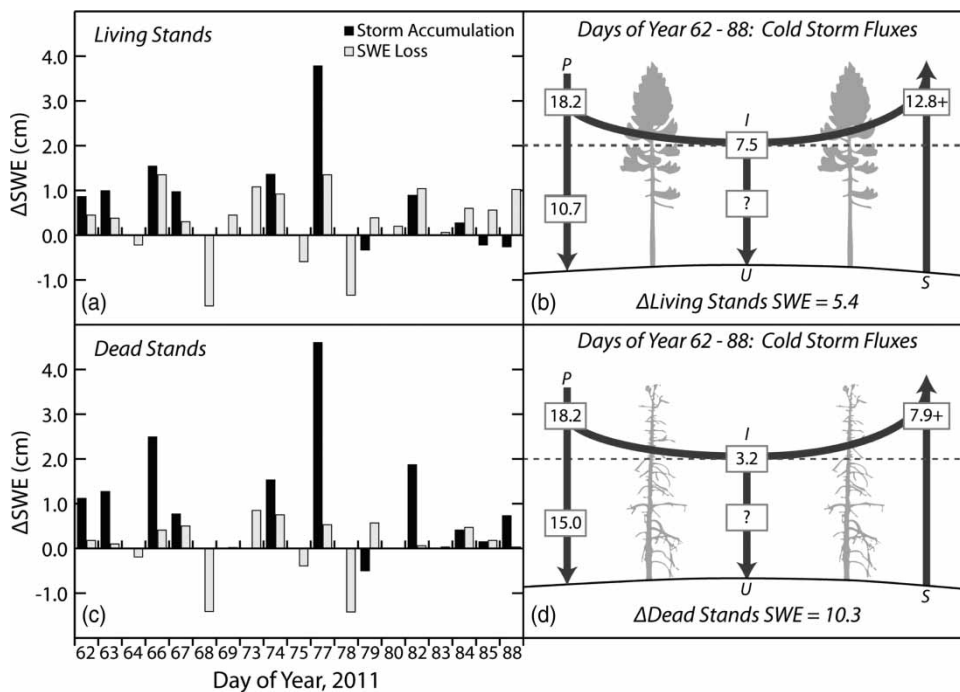 Living Stands
Storm Accumulation
SWE Loss
4.0
3.0
2.0
1.0
0.0
-1.0
ΔSWE (cm)
(a)
Days of Year 62 - 88: Cold Storm Fluxes
P
18.2
12.8+
I
7.5
10.7
?
U
S
(b)
ΔLiving Stands SWE = 5.4
Dead Stands
4.0
3.0
2.0
1.0
0.0
-1.0
ΔSWE (cm)
(c)
62 63 64 66 67 68 69 73 74 75 77 78 79 80 82 83 84 85 88
Day of Year, 2011
Days of Year 62 - 88: Cold Storm Fluxes
P
18.2
7.9+
I
3.2
15.0
?
U
S
(d)
ΔDead Stands SWE = 10.3